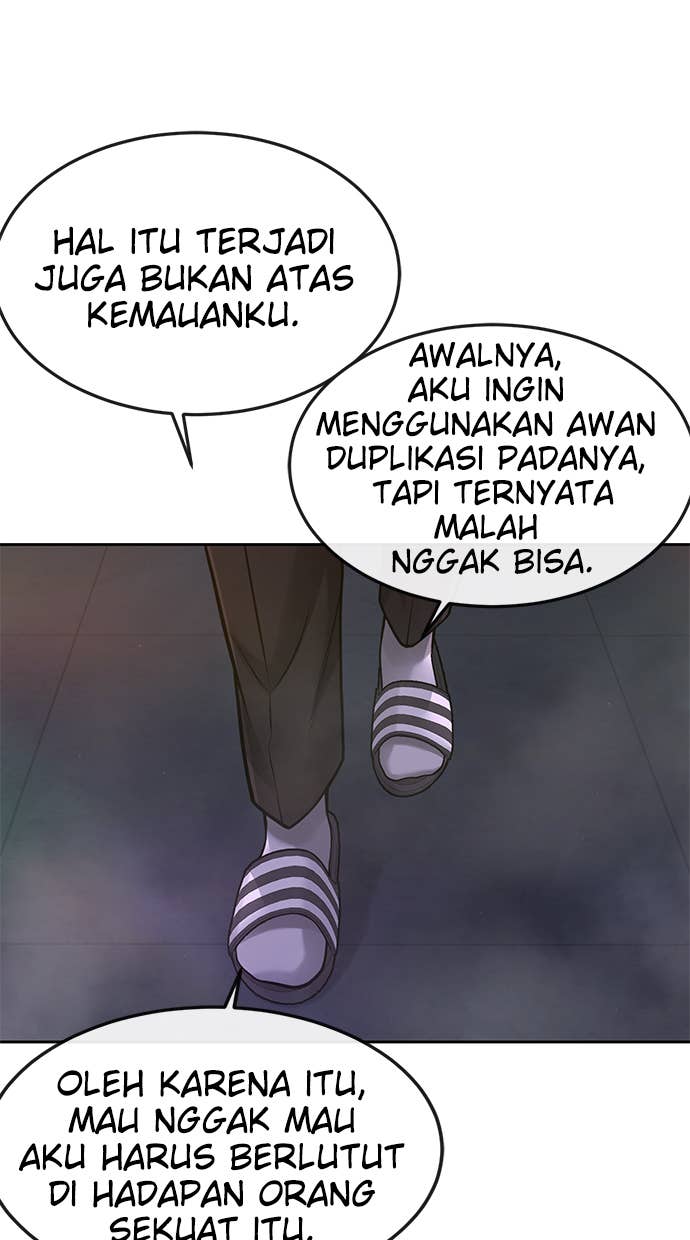 HAL ITU TERJADI
JUGA BUKAN ATAS
KEMAUANKU.
AWALNYA,
AKU INGIN
MENGGUNAKAN AWAN
DUPLIKASI PADANYA,
TAPI TERNYATA
MALAH
NGGAK BISA.
OLEH KARENA ITU,
MAU NGGAK MAU
AKU HARUS BERLUTUT
DI HADAPAN ORANG
SEKUAT ITU.